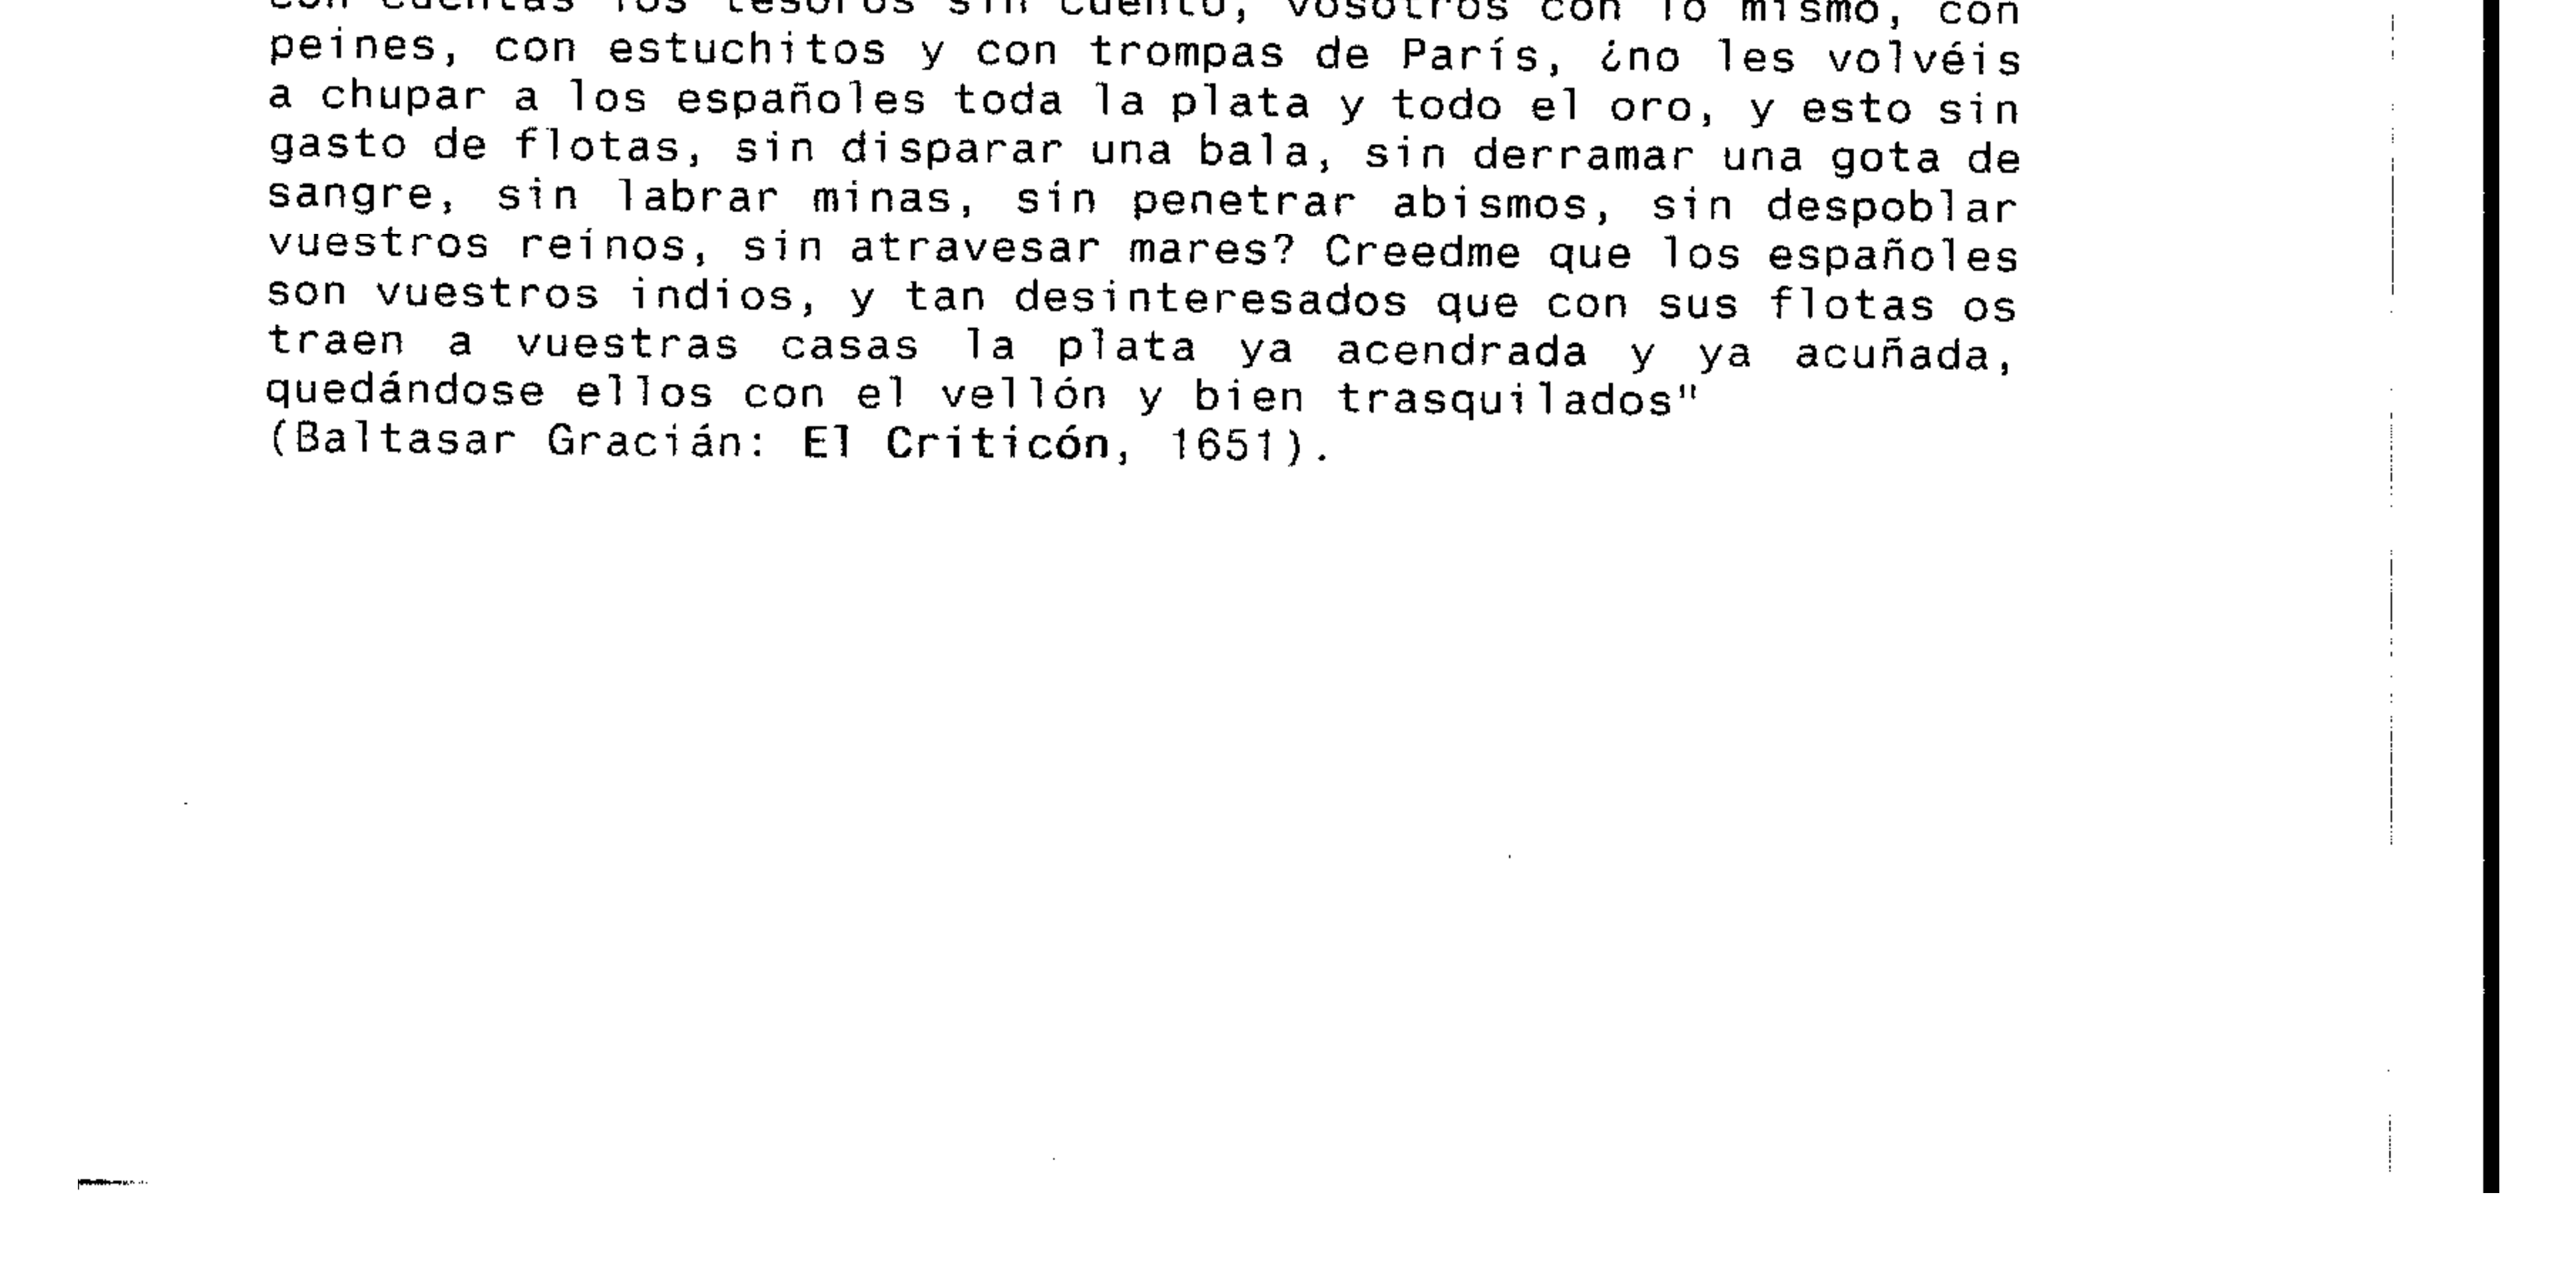 con cuentas los tesoros sin cuento, vosotros con lo mismo, con
peines, con estuchitos y con trompas de París, ¿no les volvéis
a chupar a los españoles toda la plata y todo el oro, y esto sin
gasto de flotas, sin disparar una bala, sin derramar una gota de
sangre, sin labrar minas, sin penetrar abismos, sin despoblar
vuestros reinos, sin atravesar mares? Creedme que los españoles
son vuestros indios, y tan desinteresados que con sus flotas os
traen a vuestras casas la plata ya acendrada y ya acuñada,
quedándose ellos con el vellón y bien trasquilados"
(Baltasar Gracián: El Criticón, 1651).